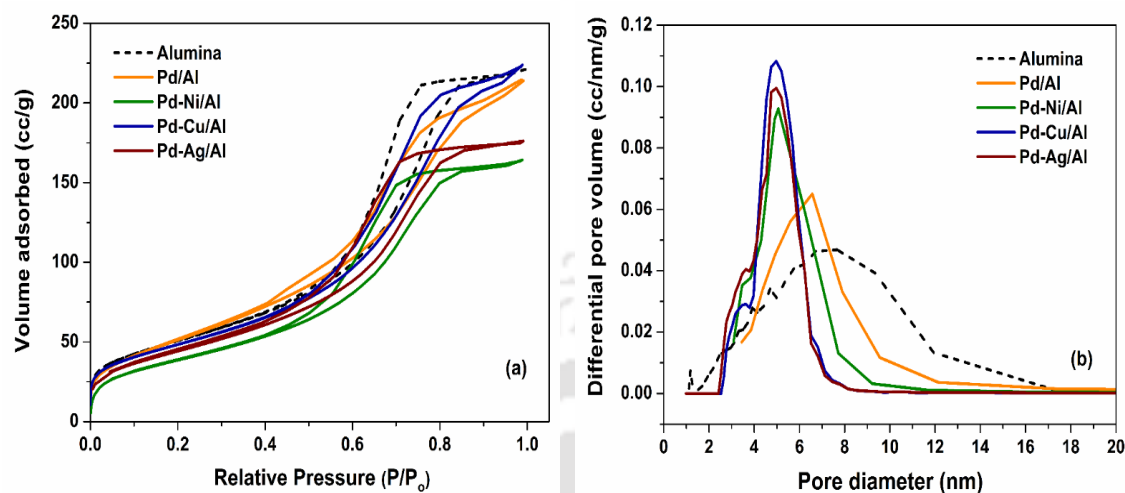 250
200
150
100
50
0
Volume adsorbed (cc/g)
Alumina
Pd/Al
Pd-Ni/Al
Pd-Cu/Al
Pd-Ag/Al
(a)
0.0 0.2 0.4 0.6 0.8 1.0
Relative Pressure (P/Po)
0.12
0.10
0.08
0.06
0.04
0.02
0.00
Differential pore volume (cc/nm/g)
Alumina
Pd/Al
Pd-Ni/Al
Pd-Cu/Al
Pd-Ag/Al
(b)
0 2 4 6 8 10 12 14 16 18 20
Pore diameter (nm)